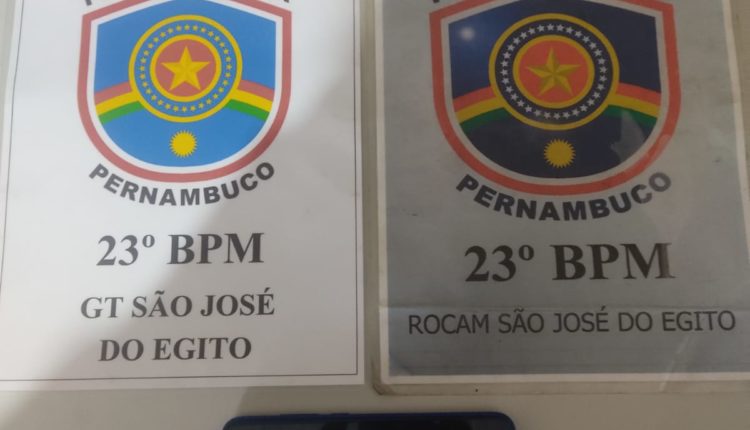 PERNAMBUCO
23º BPM
GT SÃO JOSÉ
DO EGITO
PERNAMBUCO
23º BPM
ROCAM SÃO JOSÉ DO EGITO